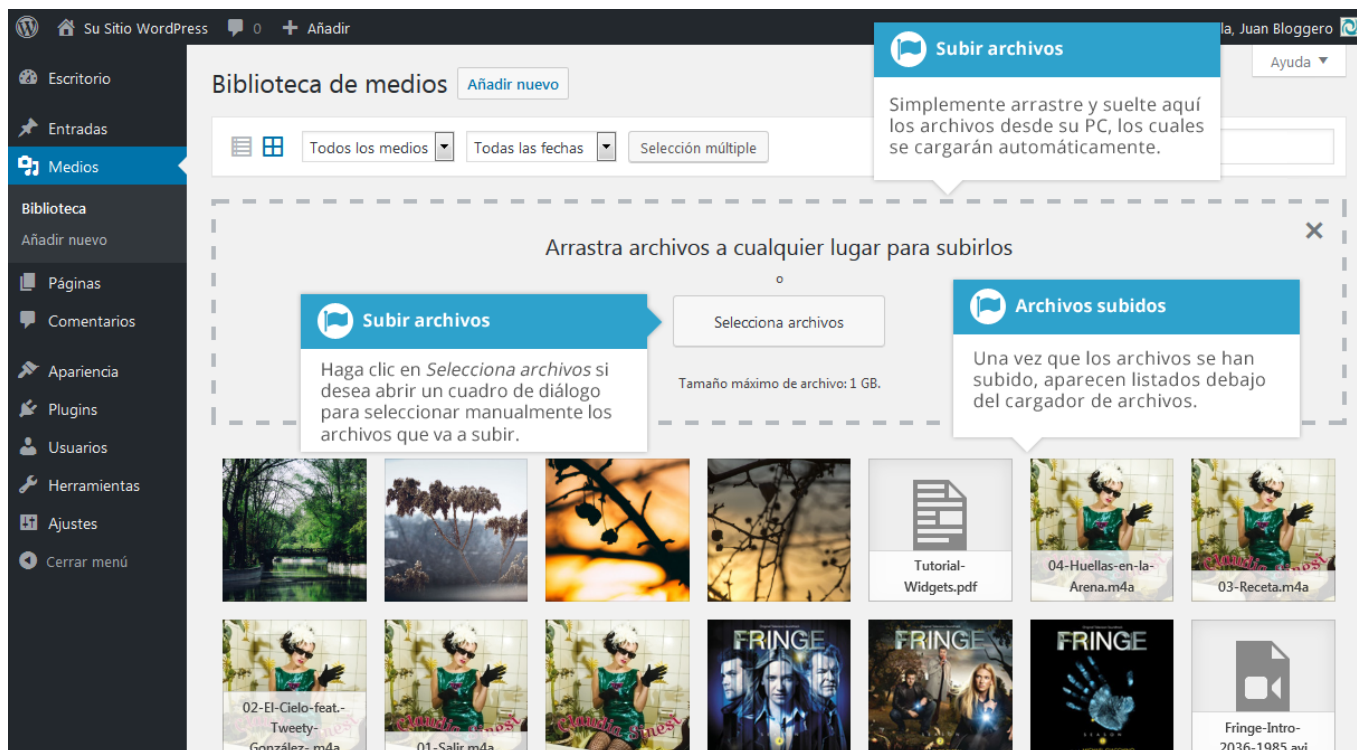 Su Sitio WordPress 0 Añadir
la, Juan Bloggero
Escritorio
Entradas
Medios
Biblioteca
Añadir nuevo
Páginas
Comentarios
Apariencia
Plugins
Usuarios
Herramientas
Ajustes
Cerrar menú
Biblioteca de medios
Añadir nuevo
Ayuda
Todos los medios
Todas las fechas
Selección múltiple
Subir archivos
Simplemente arrastre y suelte aquí
los archivos desde su PC, los cuales
se cargarán automáticamente.
Arrastra archivos a cualquier lugar para subirlos
o
Selecciona archivos
Tamaño máximo de archivo: 1 GB.
Subir archivos
Haga clic en Selecciona archivos si
desea abrir un cuadro de diálogo
para seleccionar manualmente los
archivos que va a subir.
Archivos subidos
Una vez que los archivos se han
subido, aparecen listados debajo
del cargador de archivos.
Tutorial-
Widgets.pdf
04-Huellas-en-la-
Arena.m4a
03-Receta.m4a
02-El-Cielo-feat.-
Tweety-
González-.m4a
01-Salir.m4a
FRINGE
FRINGE
FRINGE
SEASON
Fringe-Intro-
2036-1985.avi